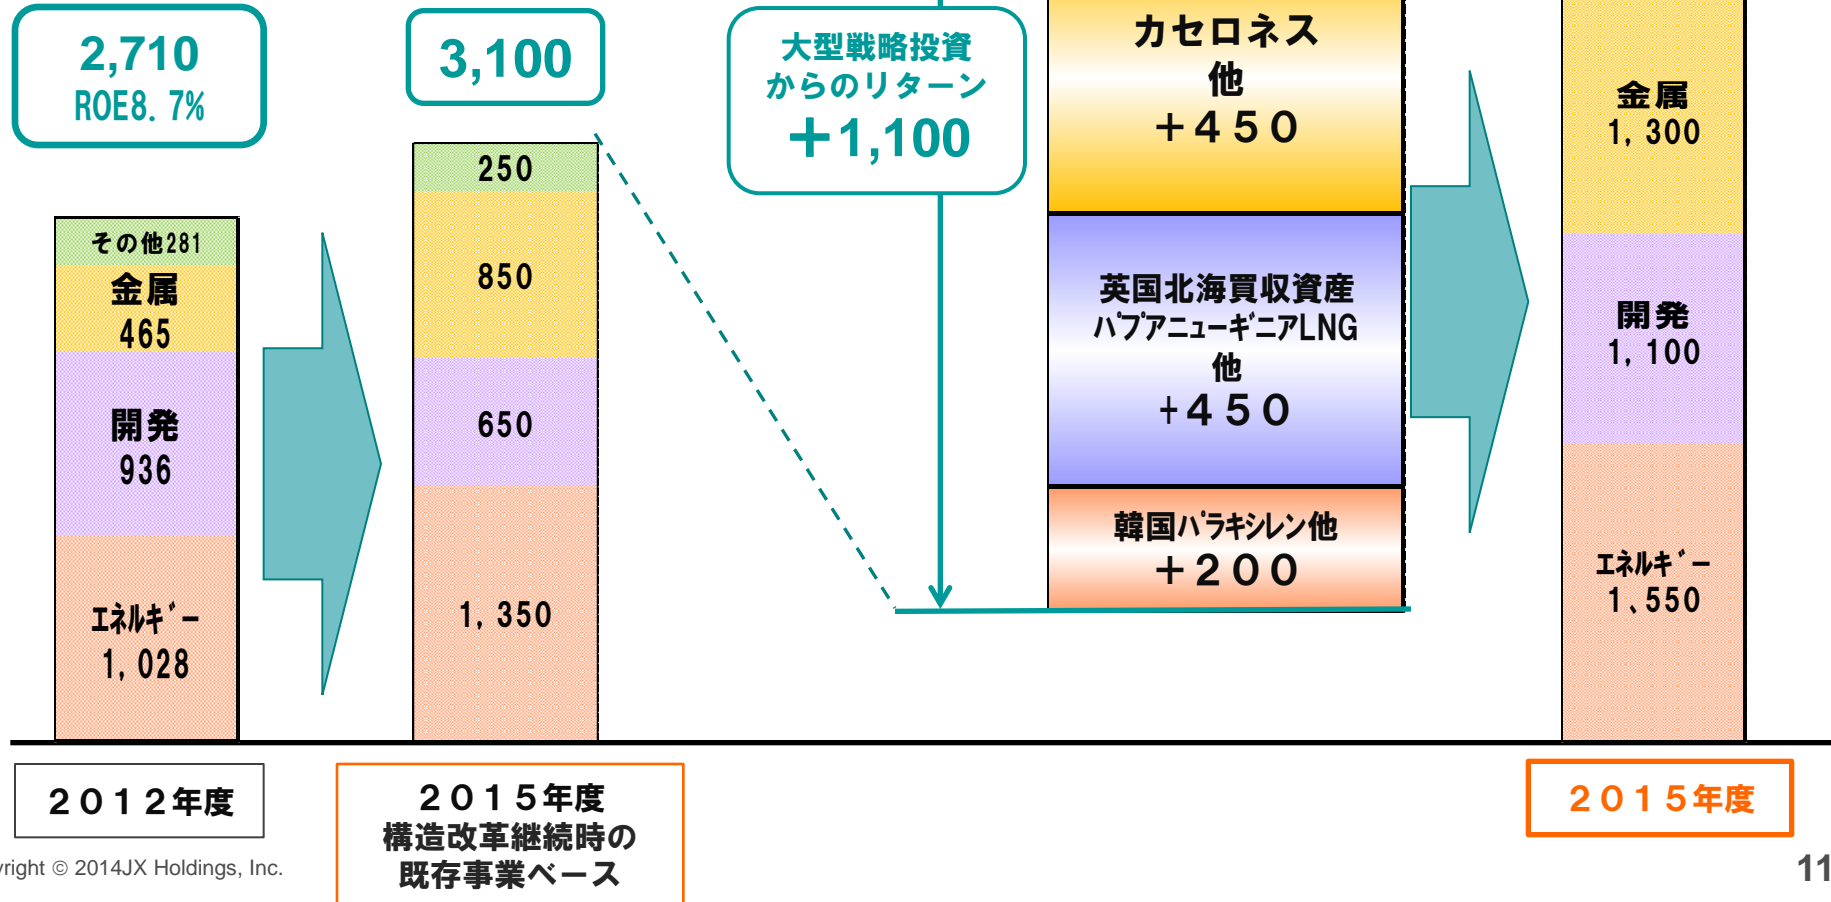 2,710
ROE8. 7%
その他281
金属
465
開発
936
エネルギー
1, 028
２０１２年度
3,100
250
850
650
1, 350
２０１５年度
構造改革継続時の
既存事業ベース
大型戦略投資
からのリターン
＋1,100
カセロネス
他
＋４５０
英国北海買収資産
パプアニューギニアLNG
他
+４５０
韓国パラキシレン他
＋２００
金属
1, 300
開発
1, 100
エネルギー
1、550
２０１５年度
yright © 2014JX Holdings, Inc.
11